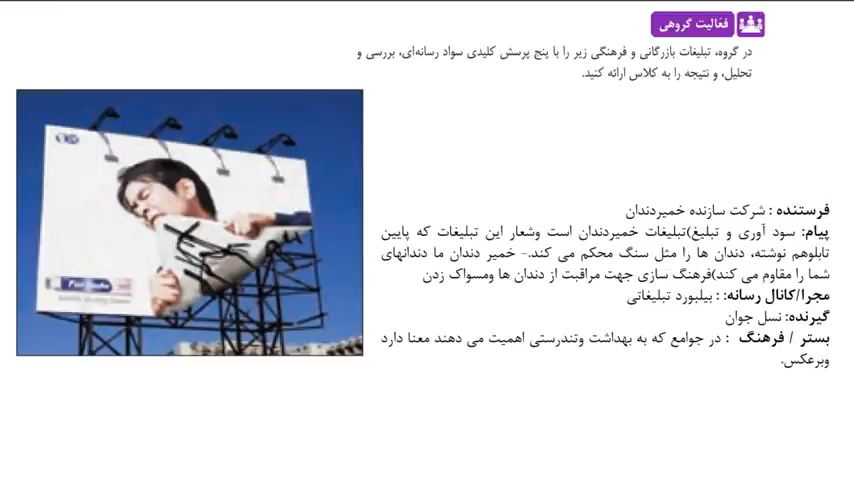 فعّالیت گروهی
در گروه، تبلیغات بازرگانی و فرهنگی زیر را با پنج پرسش کلیدی سواد رسانه‌ای، بررسی و
تحلیل، و نتیجه را به کلاس ارائه کنید.
فرستنده : شرکت سازنده خمیردندان
پیام: سود آوری و تبلیغ)تبلیغات خمیردندان است وشعار این تبلیغات که پایین
تابلوهم نوشته، دندان ها را مثل سنگ محکم می کند.- خمیر دندان ما دندانهای
شما را مقاوم می کند)فرهنگ سازی جهت مراقبت از دندان ها ومسواک زدن
مجرا/کانال رسانه: : بیلبورد تبلیغاتی
گیرنده: نسل جوان
بستر / فرهنگ : در جوامع که به بهداشت وتندرستی اهمیت می دهند معنا دارد
وبرعکس.